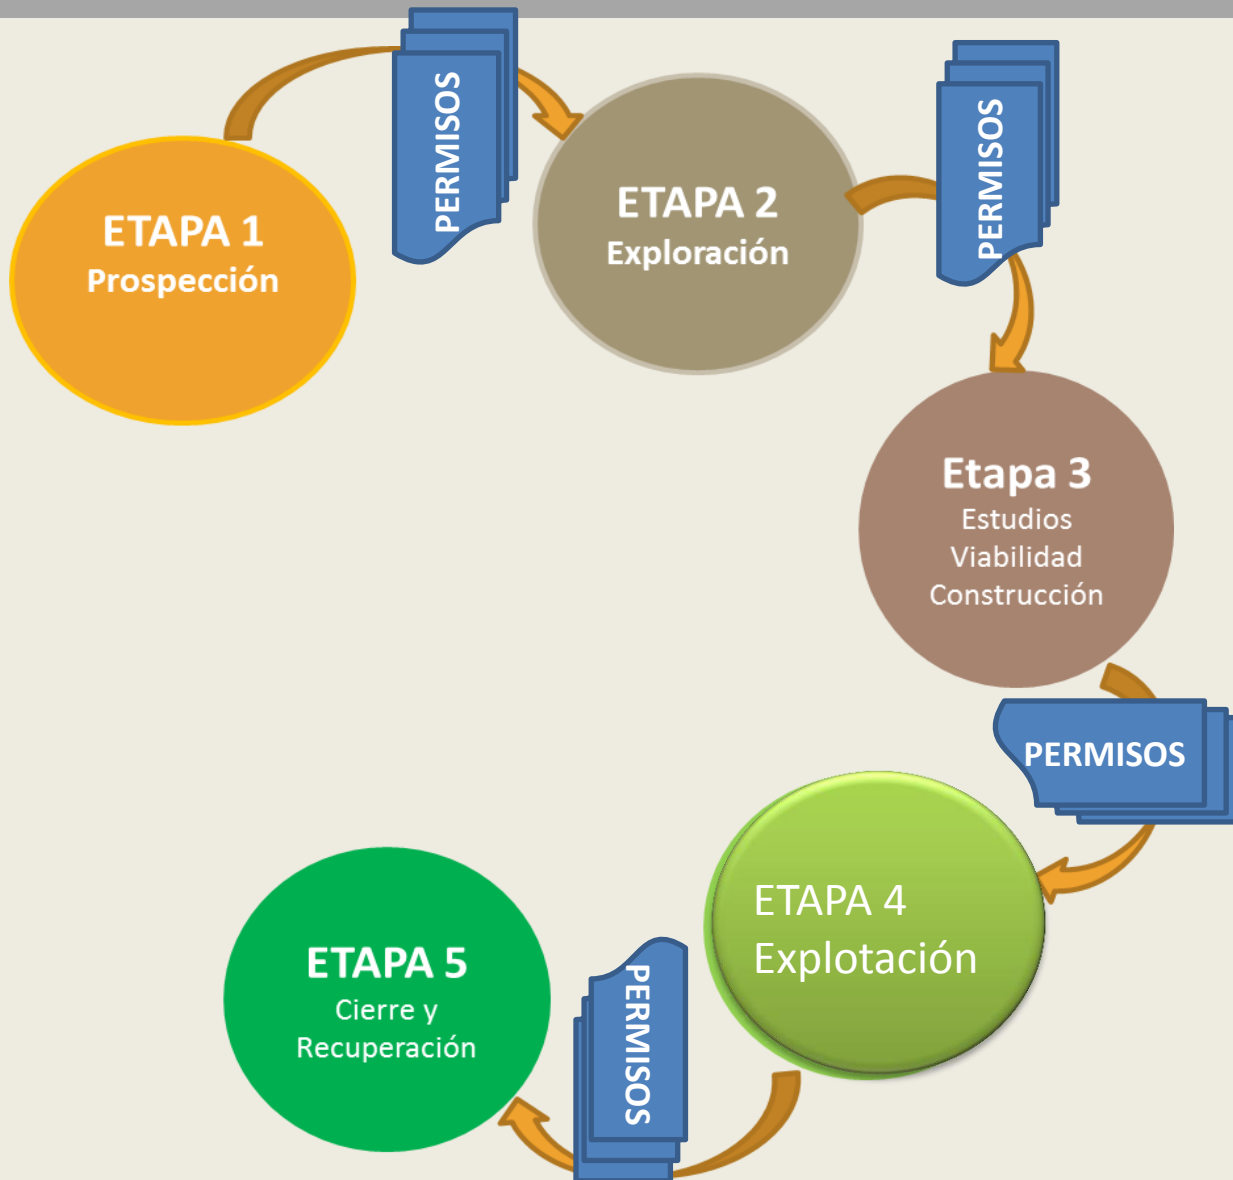 ETAPA 1
Prospección
PERMISOS
ETAPA 2
Exploración
PERMISOS
Etapa 3
Estudios
Viabilidad
Construcción
PERMISOS
ETAPA 4
Explotación
PERMISOS
ETAPA 5
Cierre y
Recuperación